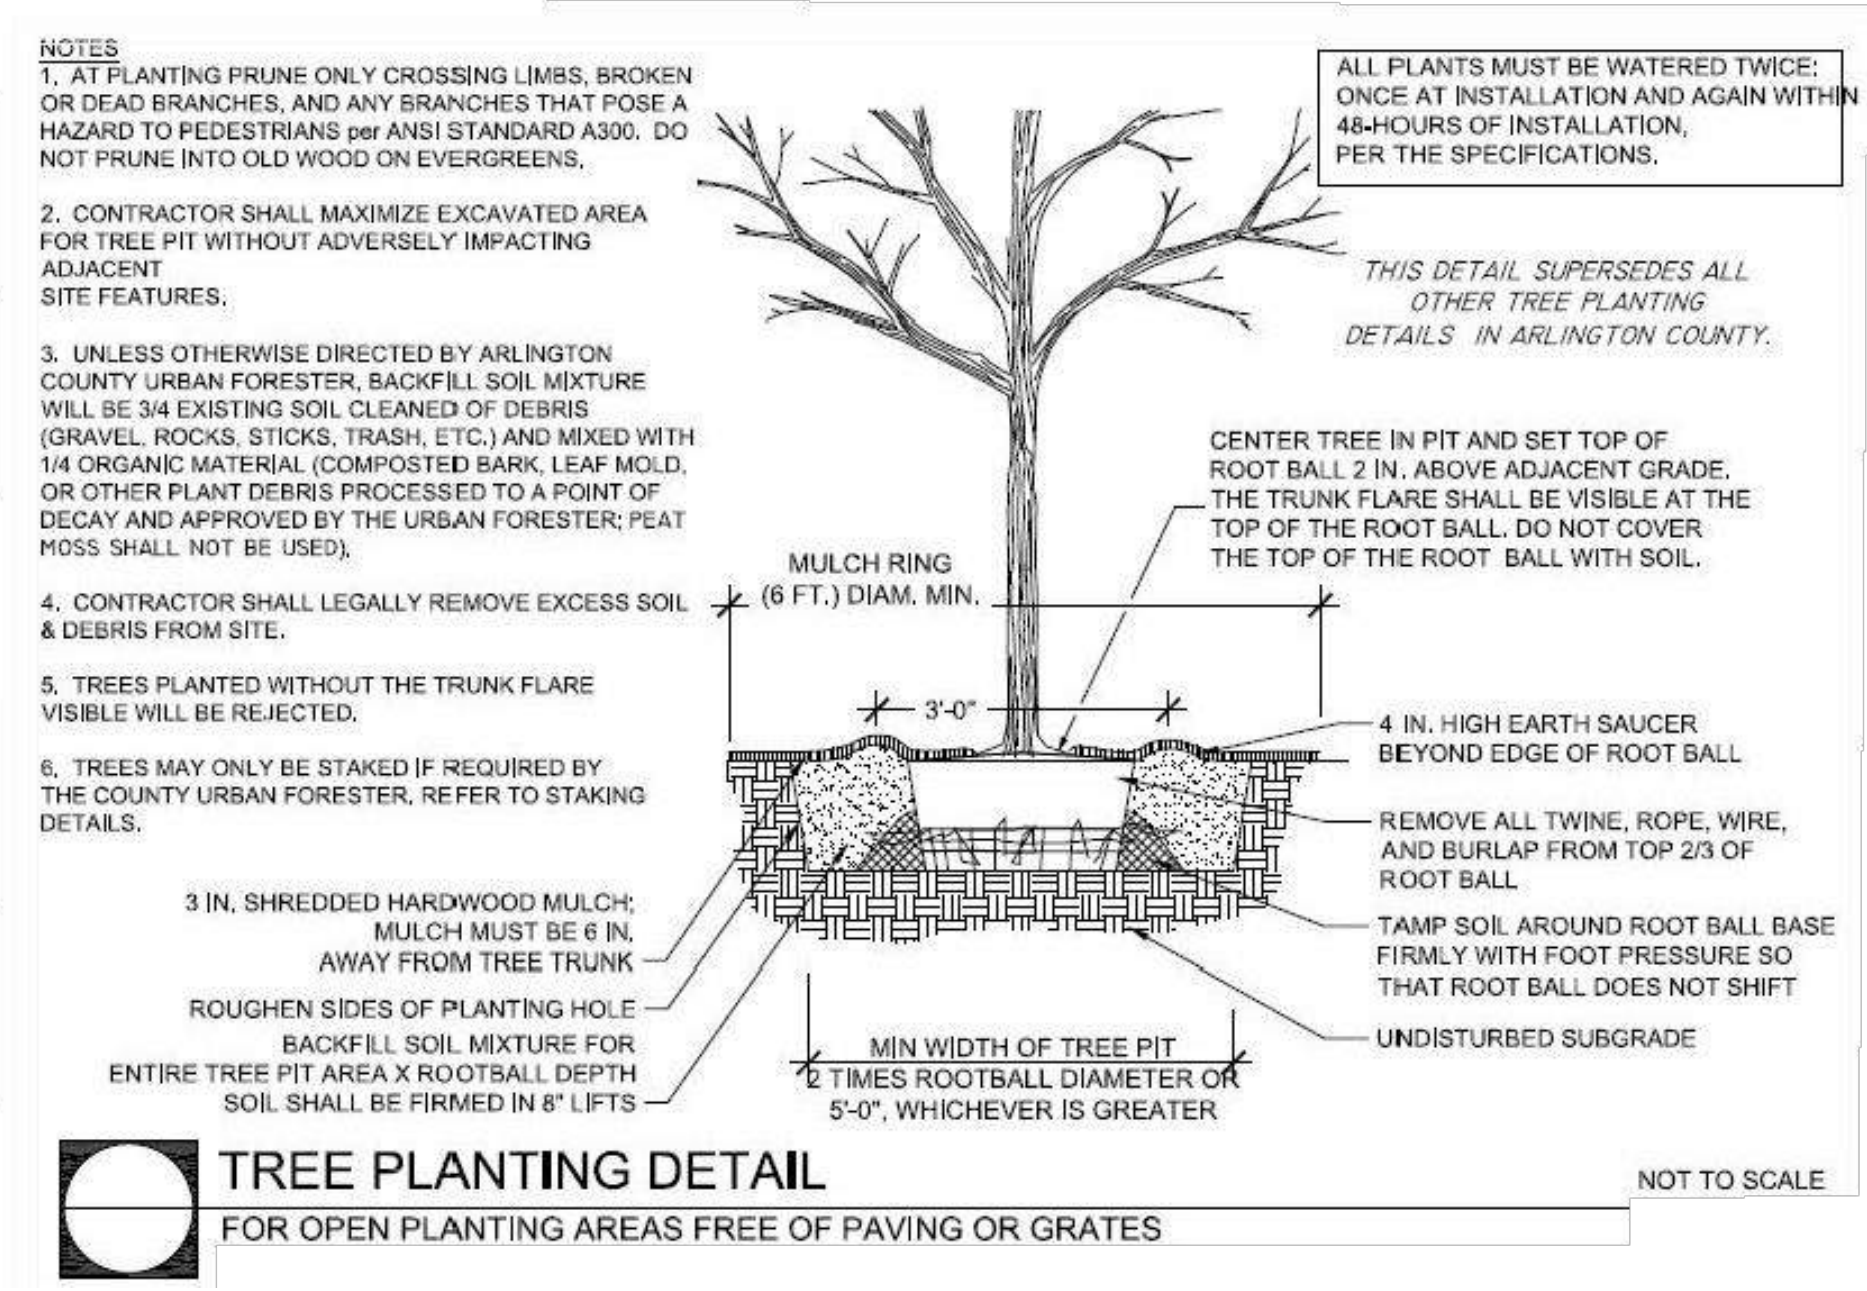 NOTES
1. AT PLANTING PRUNE ONLY CROSSING LIMBS, BROKEN
OR DEAD BRANCHES, AND ANY BRANCHES THAT POSE A
HAZARD TO PEDESTRIANS per ANSI STANDARD A300. DO
NOT PRUNE INTO OLD WOOD ON EVERGREENS.
2. CONTRACTOR SHALL MAXIMIZE EXCAVATED AREA
FOR TREE PIT WITHOUT ADVERSELY IMPACTING
ADJACENT
SITE FEATURES.
3. UNLESS OTHERWISE DIRECTED BY ARLINGTON
COUNTY URBAN FORESTER, BACKFILL SOIL MIXTURE
WILL BE 3/4 EXISTING SOIL CLEANED OF DEBRIS
(GRAVEL, ROCKS, STICKS, TRASH, ETC.) AND MIXED WITH
1/4 ORGANIC MATERIAL (COMPOSTED BARK, LEAF MOLD,
OR OTHER PLANT DEBRIS PROCESSED TO A POINT OF
DECAY AND APPROVED BY THE URBAN FORESTER; PEAT
MOSS SHALL NOT BE USED).
4. CONTRACTOR SHALL LEGALLY REMOVE EXCESS SOIL
& DEBRIS FROM SITE.
5. TREES PLANTED WITHOUT THE TRUNK FLARE
VISIBLE WILL BE REJECTED.
6. TREES MAY ONLY BE STAKED IF REQUIRED BY
THE COUNTY URBAN FORESTER. REFER TO STAKING
DETAILS.
ALL PLANTS MUST BE WATERED TWICE:
ONCE AT INSTALLATION AND AGAIN WITHIN
48-HOURS OF INSTALLATION,
PER THE SPECIFICATIONS.
THIS DETAIL SUPERSEDES ALL
OTHER TREE PLANTING
DETAILS IN ARLINGTON COUNTY.
CENTER TREE IN PIT AND SET TOP OF
ROOT BALL 2 IN. ABOVE ADJACENT GRADE.
THE TRUNK FLARE SHALL BE VISIBLE AT THE
TOP OF THE ROOT BALL. DO NOT COVER
THE TOP OF THE ROOT BALL WITH SOIL.
MULCH RING
(6 FT.) DIAM. MIN.
3'-0"
4 IN. HIGH EARTH SAUCER
BEYOND EDGE OF ROOT BALL
REMOVE ALL TWINE, ROPE, WIRE,
AND BURLAP FROM TOP 2/3 OF
ROOT BALL
TAMP SOIL AROUND ROOT BALL BASE
FIRMLY WITH FOOT PRESSURE SO
THAT ROOT BALL DOES NOT SHIFT
UNDISTURBED SUBGRADE
3 IN. SHREDDED HARDWOOD MULCH;
MULCH MUST BE 6 IN.
AWAY FROM TREE TRUNK
ROUGHEN SIDES OF PLANTING HOLE
BACKFILL SOIL MIXTURE FOR
ENTIRE TREE PIT AREA X ROOTBALL DEPTH
SOIL SHALL BE FIRMED IN 8" LIFTS
MIN WIDTH OF TREE PIT
2 TIMES ROOTBALL DIAMETER OR
5'-0", WHICHEVER IS GREATER
TREE PLANTING DETAIL
NOT TO SCALE
FOR OPEN PLANTING AREAS FREE OF PAVING OR GRATES